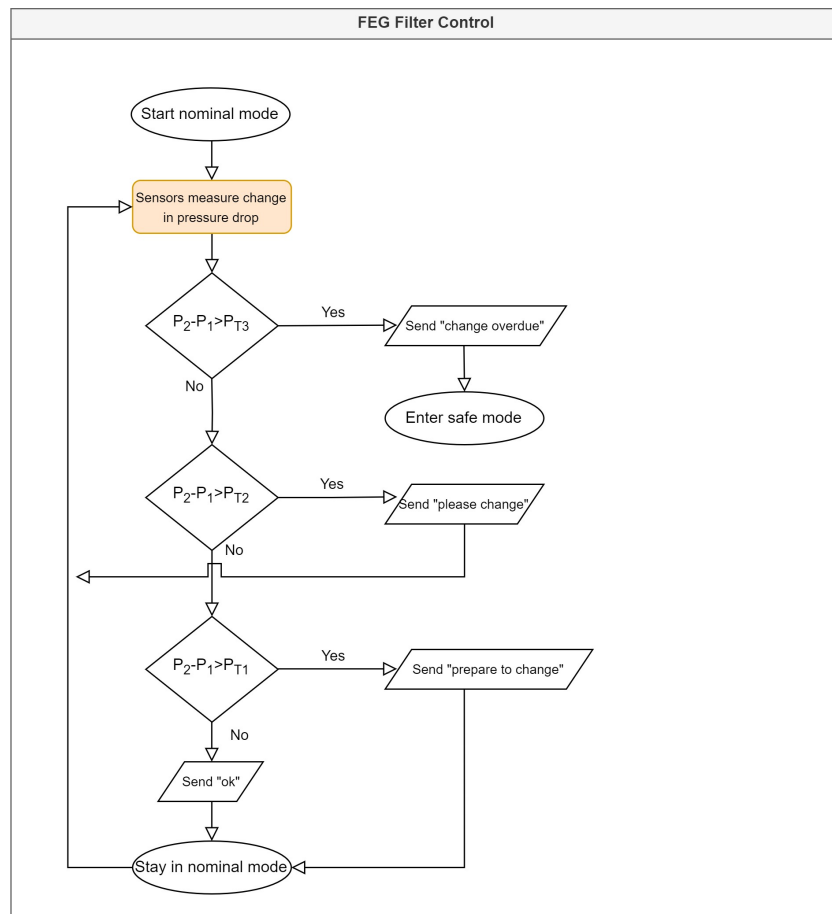 FEG Filter Control
Start nominal mode
Sensors measure change
in pressure drop
P2-P1>PT3
Yes
Send "change overdue"
No
Enter safe mode
P2-P1>PT2
Yes
Send "please change"
No
P2-P1>PT1
Yes
Send "prepare to change"
No
Send "ok"
Stay in nominal mode